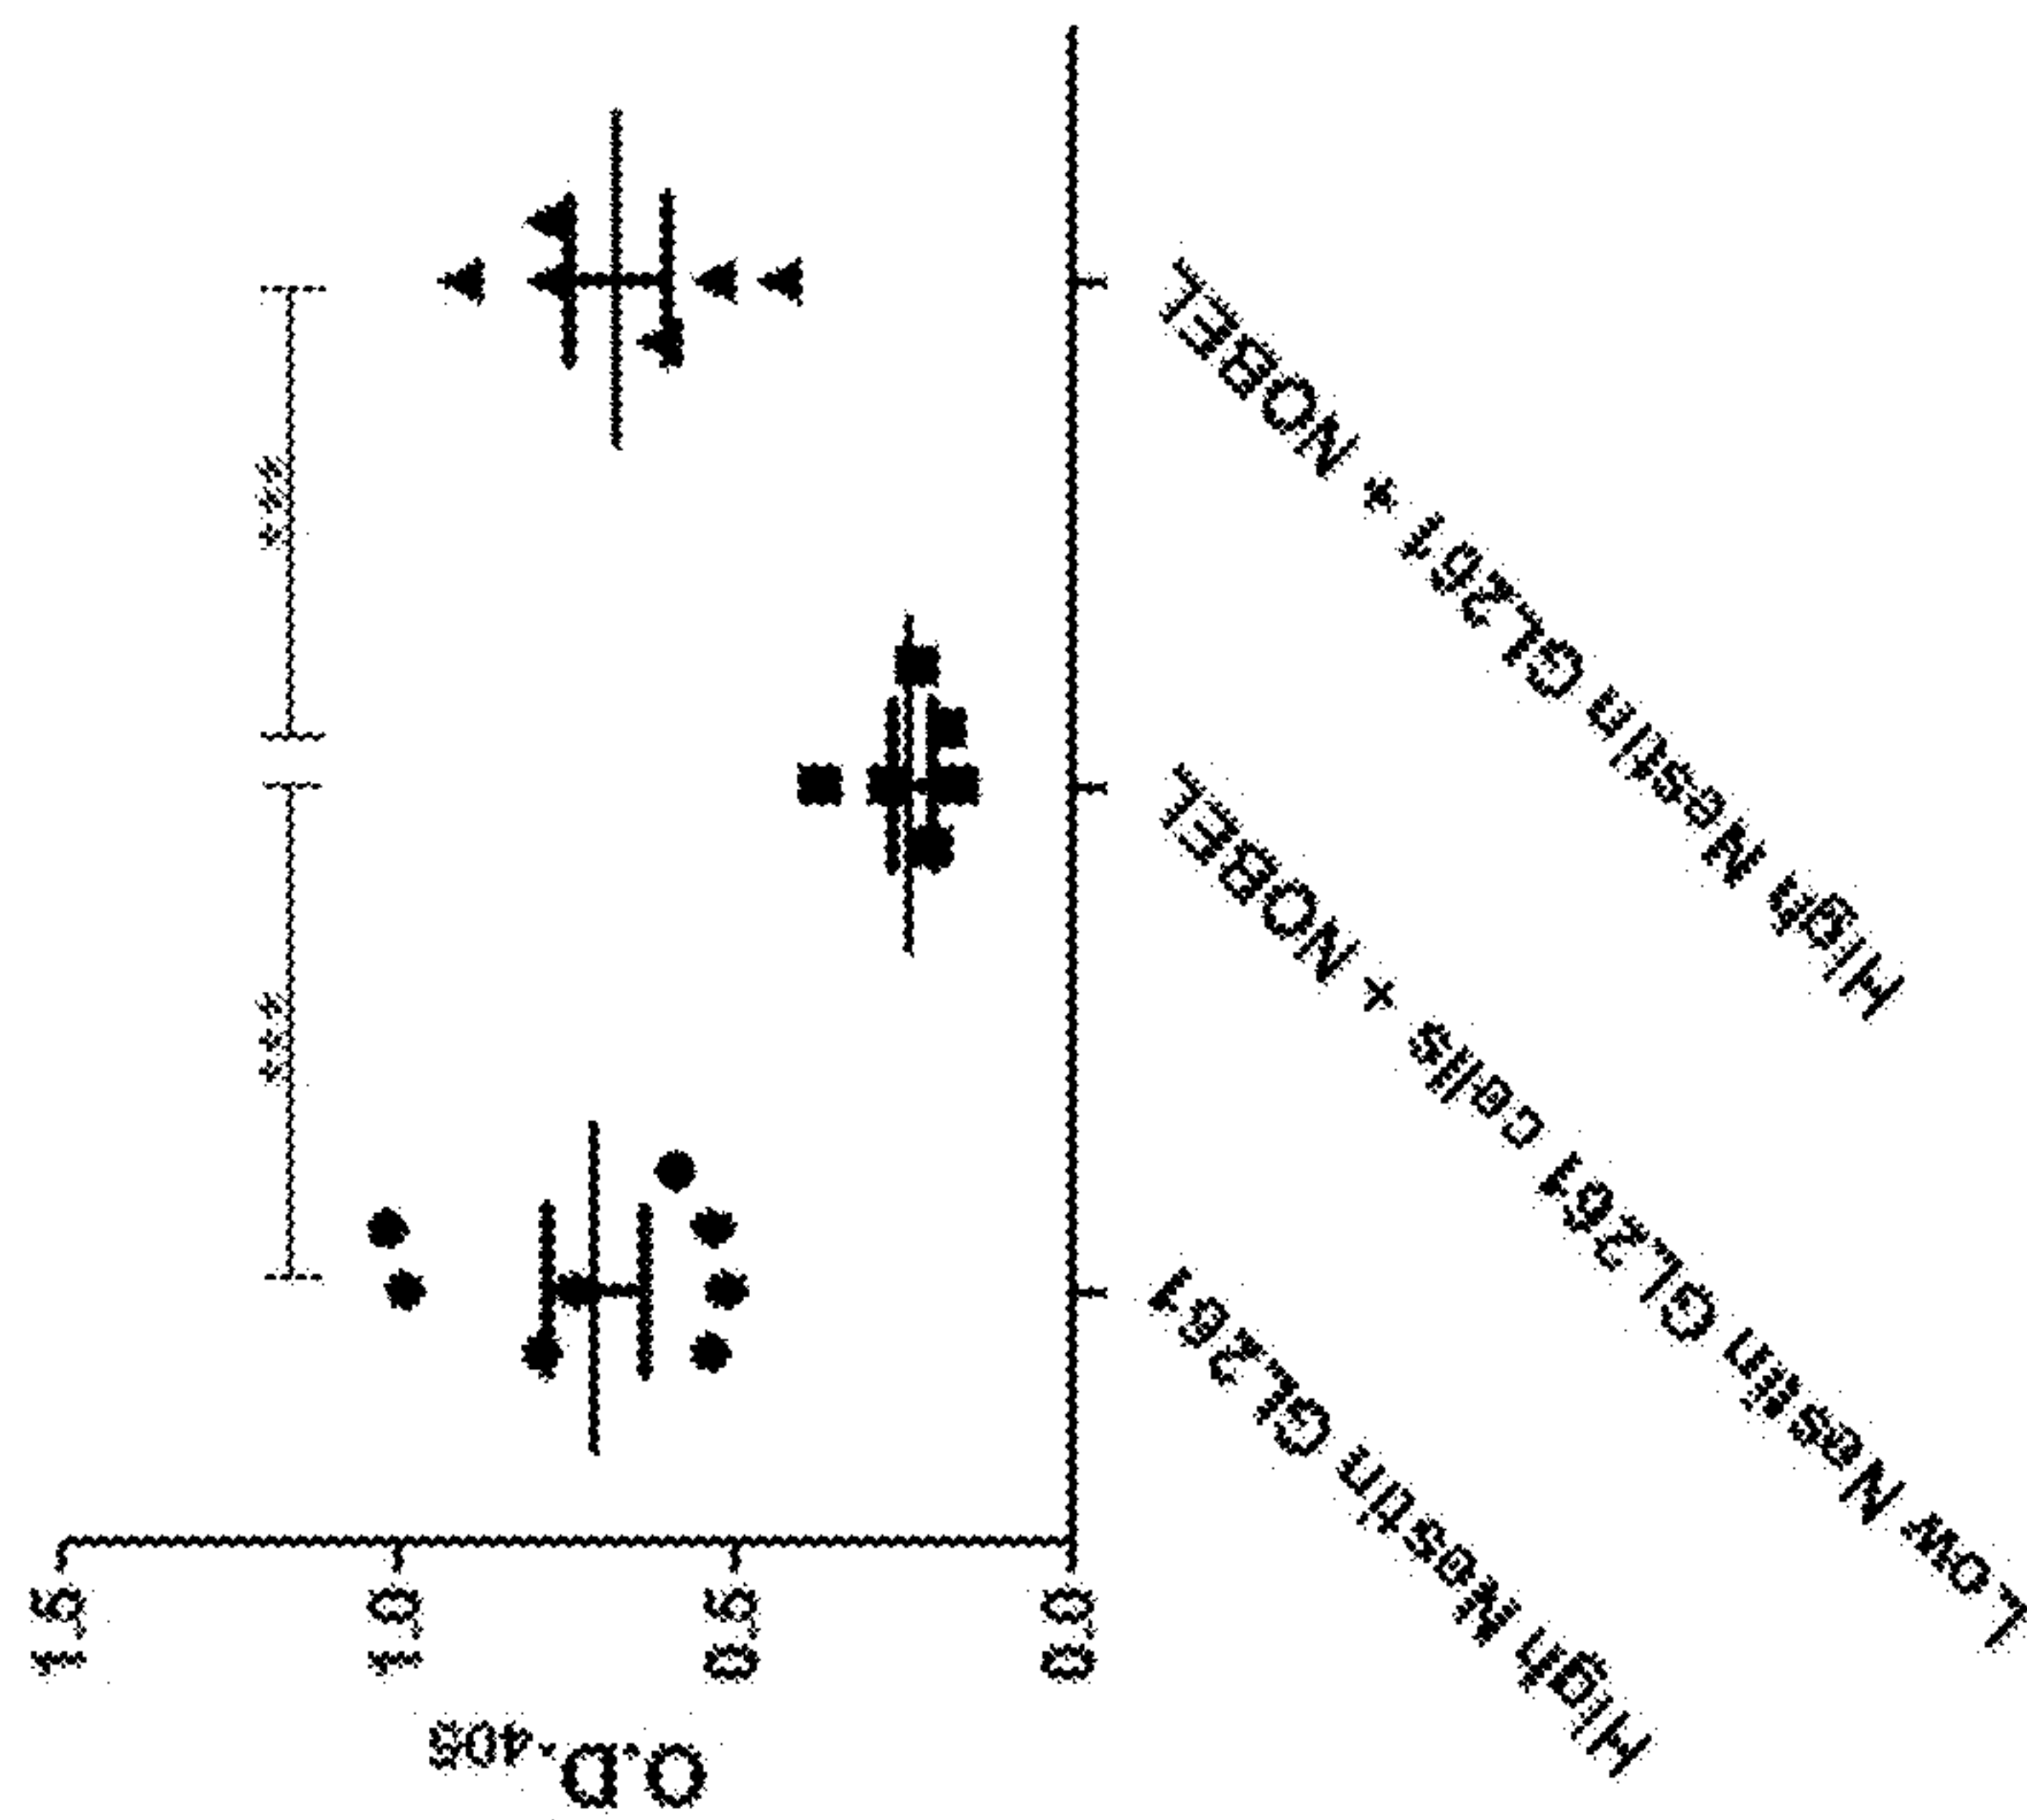 O.D.405
1.5
1.0
0.5
0.0
***
***
High Nestin GL261
Low Nestin GL261 cells + NOBEL
High Nestin GL261 + NOBEL